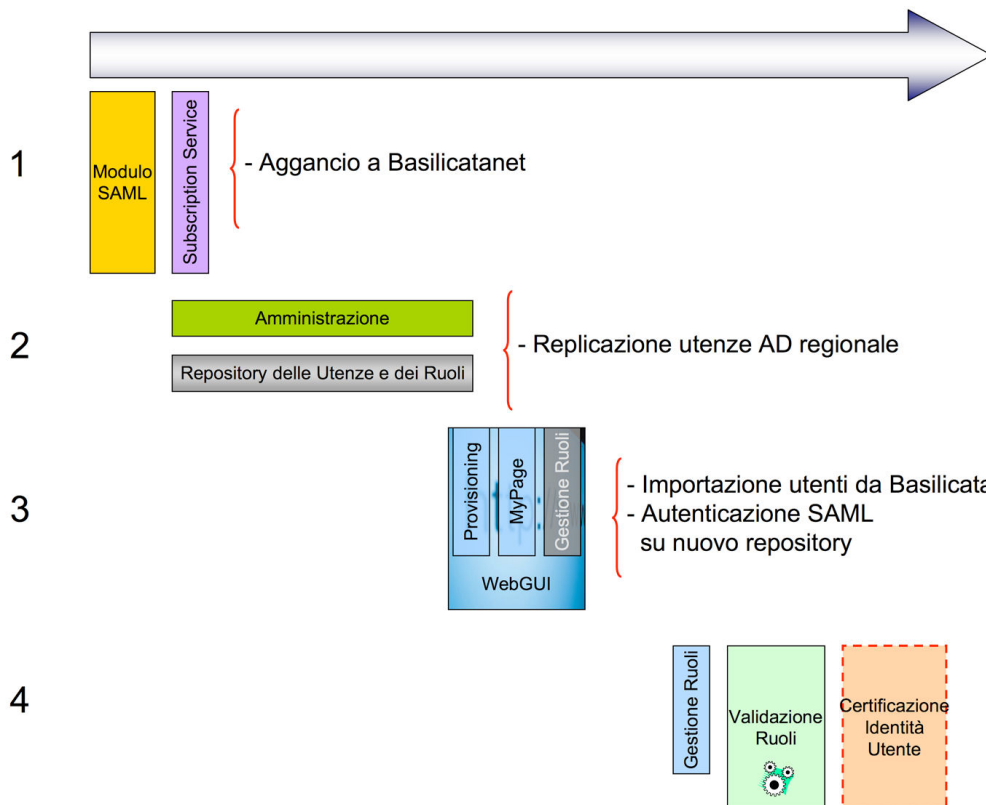 1
Modulo
SAML
Subscription Service
- Aggancio a Basilicatanet
2
Amministrazione
Repository delle Utenze e dei Ruoli
- Replicazione utenze AD regionale
3
Provisioning
MyPage
Gestione Ruoli
WebGUI
- Importazione utenti da Basilicata
- Autenticazione SAML
su nuovo repository
4
Gestione Ruoli
Validazione
Ruoli
Certificazione
Identità
Utente